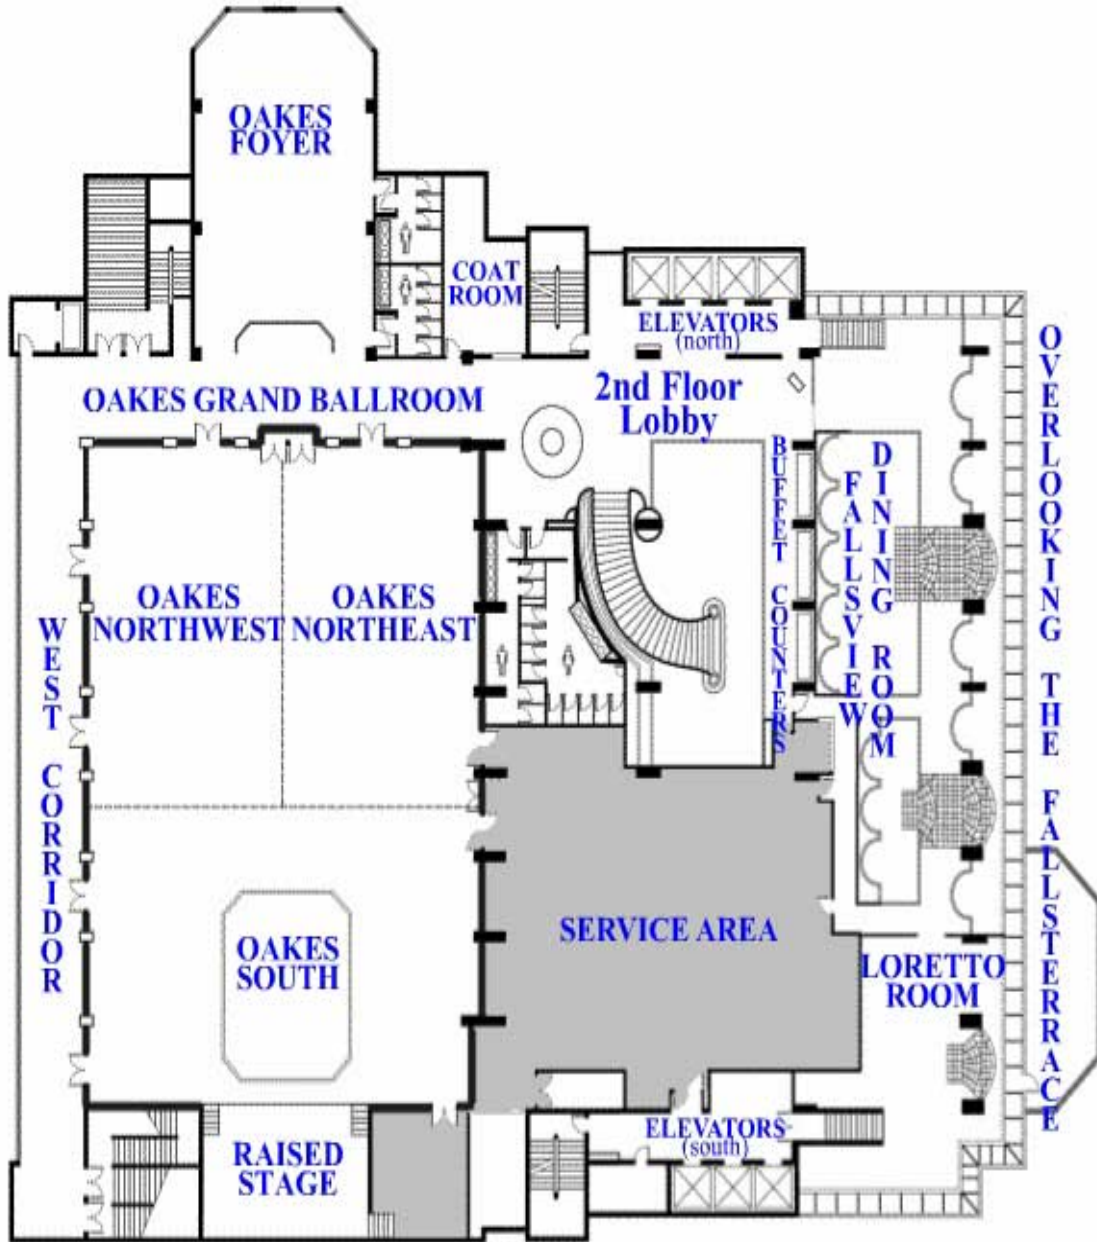 OAKES
FOYER
COAT
ROOM
ELEVATORS
(north)
2nd Floor
Lobby
OAKES GRAND BALLROOM
OAKES
NORTHWEST
OAKES
NORTHEAST
WEST CORRIDOR
BUFFET COUNTERS
FALLSVIEW
DINING ROOM
OVERLOOKING THE FALLSTERRACE
OAKES
SOUTH
SERVICE AREA
LORETTO
ROOM
RAISED
STAGE
ELEVATORS
(south)